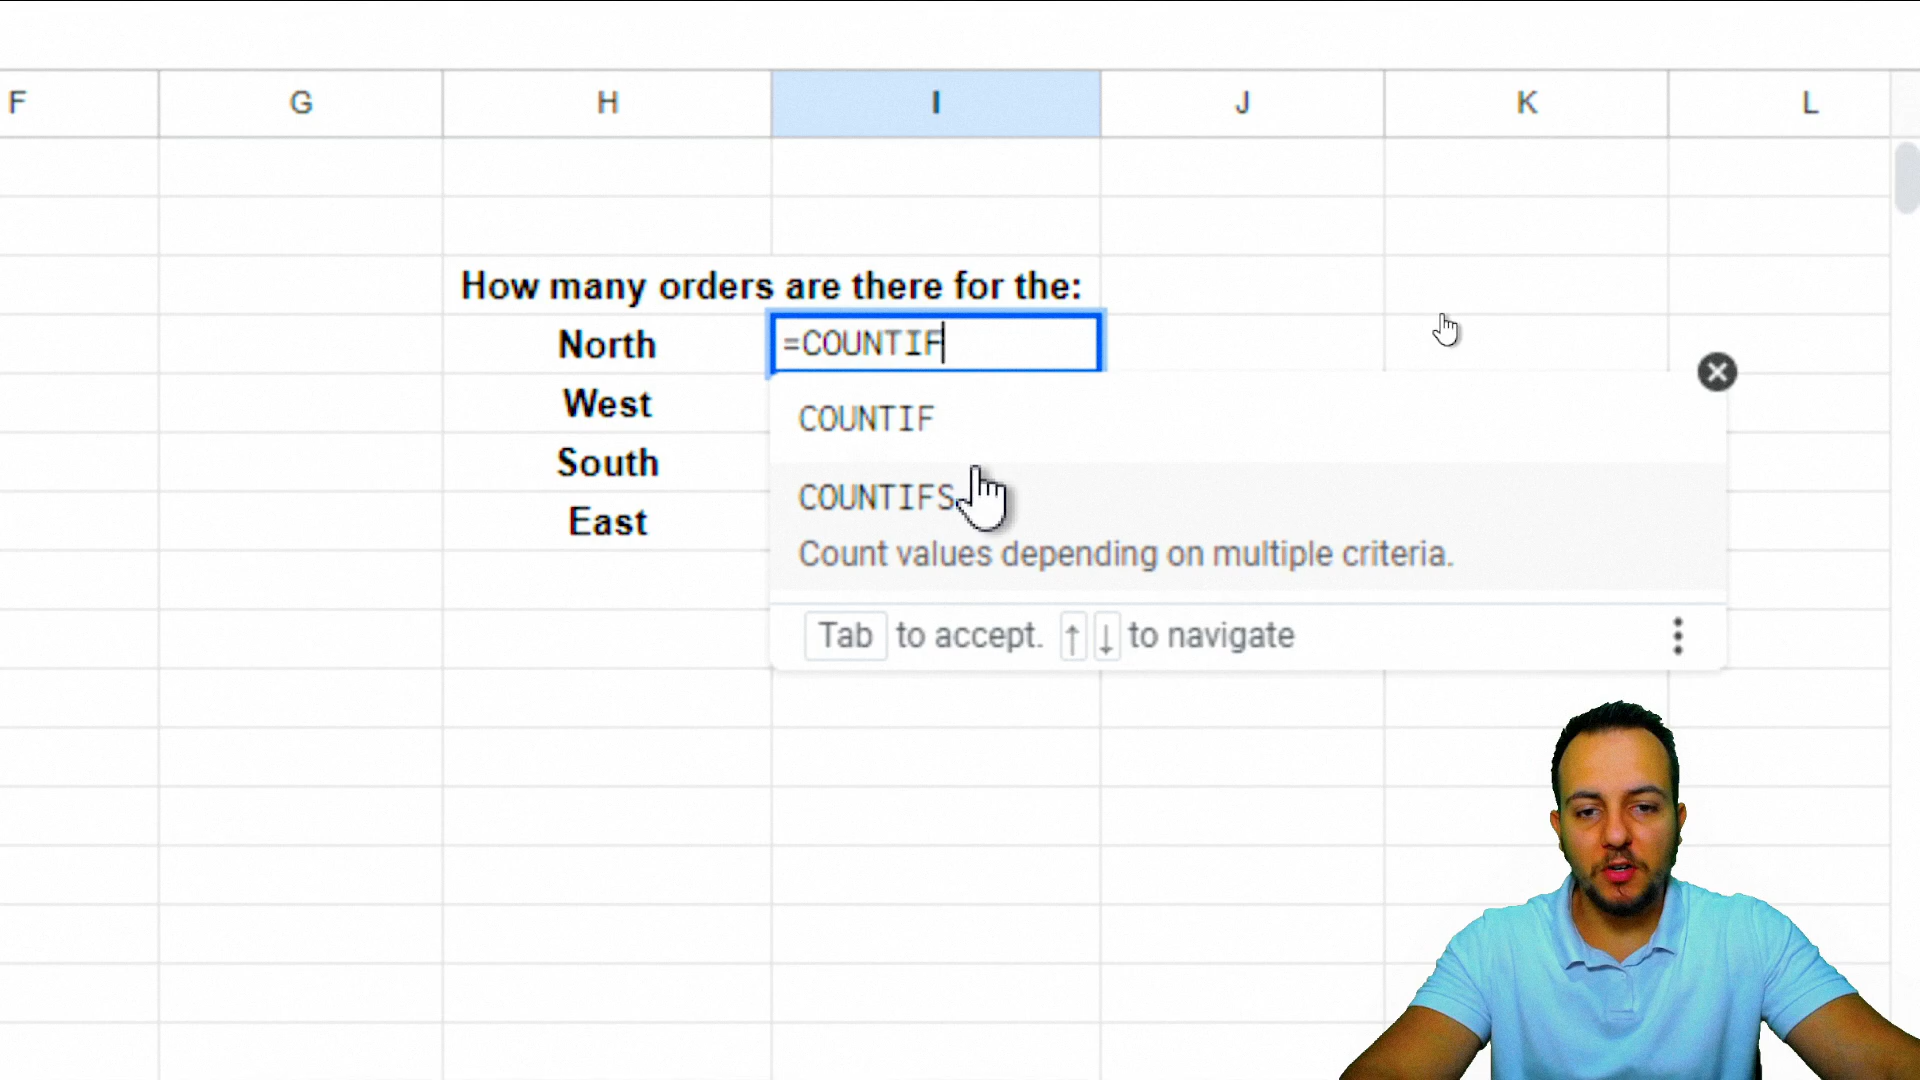 F G H I J K L
How many orders are there for the:
North =COUNTIF
West
South
East
COUNTIF
COUNTIFS
Count values depending on multiple criteria.
Tab to accept. ↑ ↓ to navigate